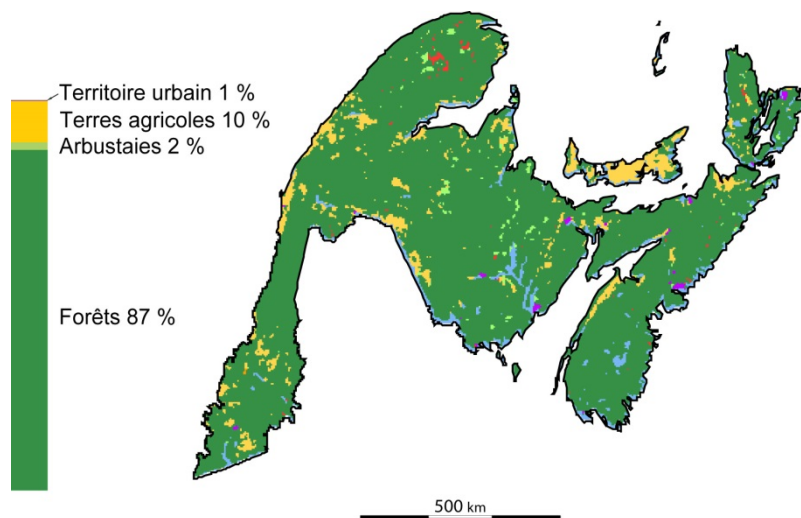 Territoire urbain 1 %
Terres agricoles 10 %
Arbustaies 2 %
Forêts 87 %
500 km